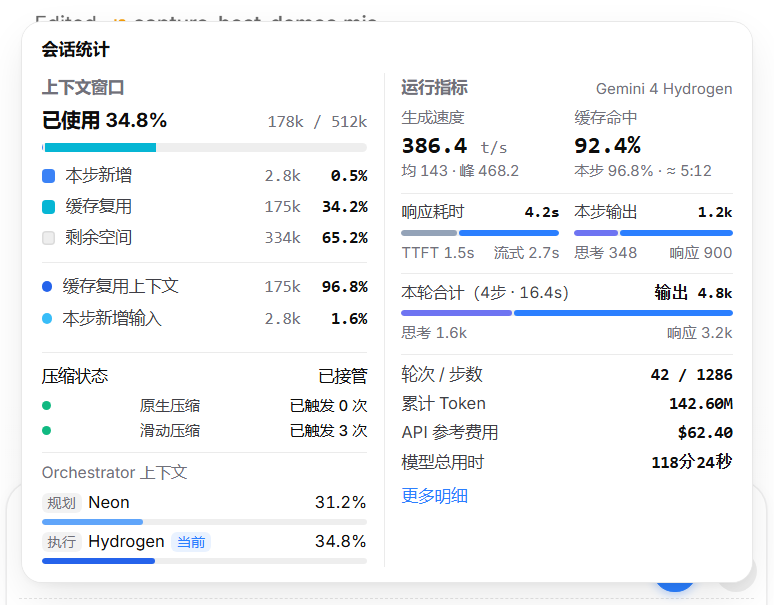 会话统计
上下文窗口
已使用 34.8%
178k / 512k
本步新增 2.8k 0.5%
缓存复用 175k 34.2%
剩余空间 334k 65.2%
缓存复用上下文 175k 96.8%
本步新增输入 2.8k 1.6%
压缩状态 已接管
原生压缩 已触发 0 次
滑动压缩 已触发 3 次
Orchestrator 上下文
规划 Neon 31.2%
执行 Hydrogen 当前 34.8%
运行指标 Gemini 4 Hydrogen
生成速度 缓存命中
386.4 t/s 92.4%
均 143 · 峰 468.2 本步 96.8% · ≈ 5:12
响应耗时 4.2s 本步输出 1.2k
TTFT 1.5s 流式 2.7s 思考 348 响应 900
本轮合计（4步 · 16.4s） 输出 4.8k
思考 1.6k 响应 3.2k
轮次 / 步数 42 / 1286
累计 Token 142.60M
API 参考费用 $62.40
模型总用时 118分24秒
更多明细